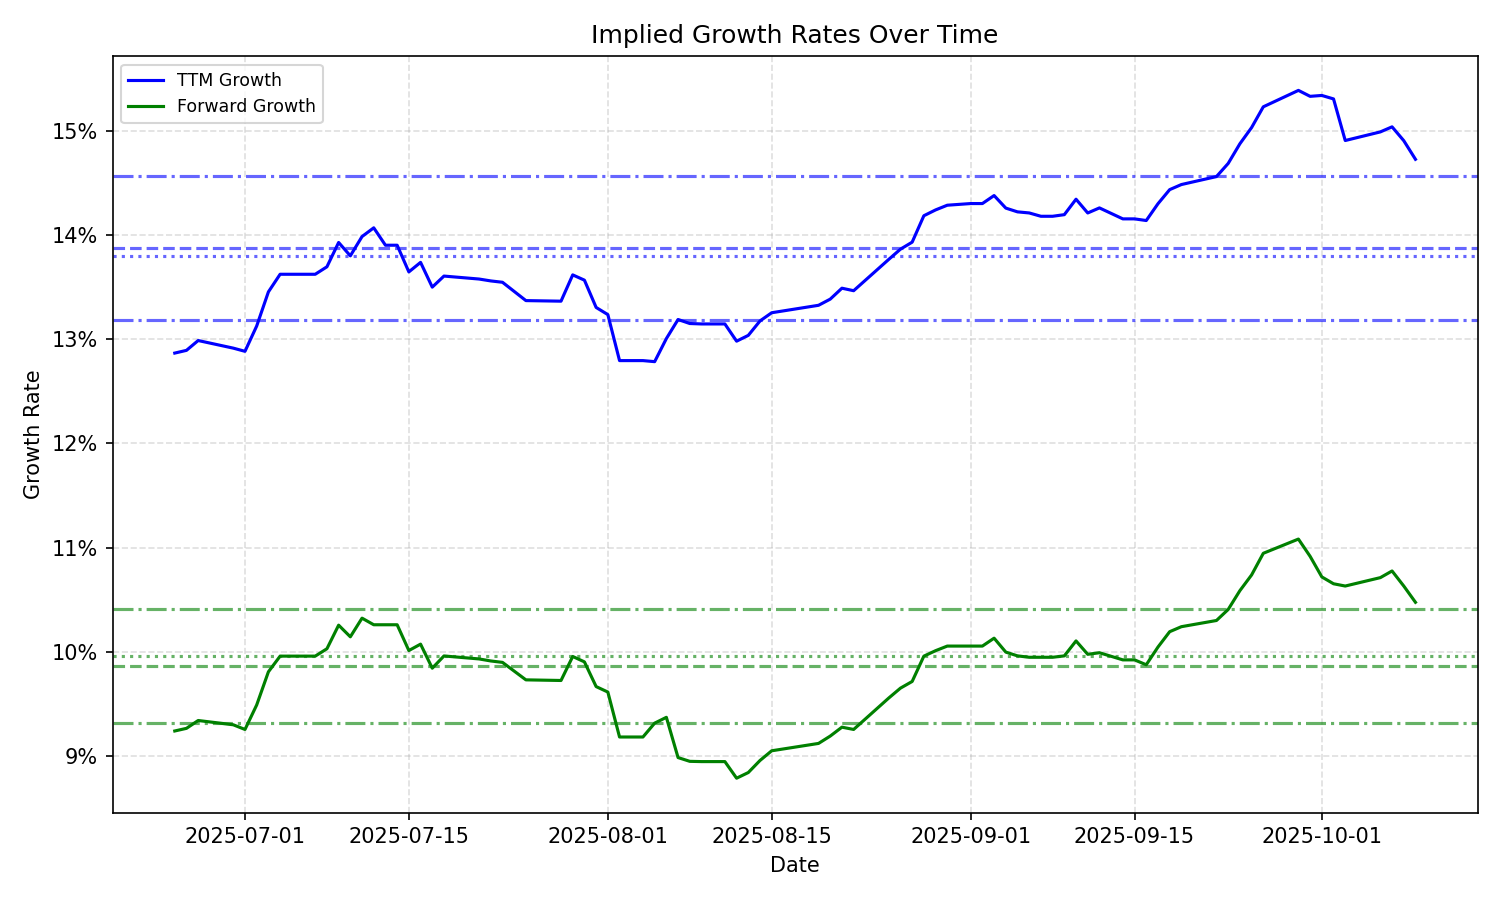 Implied Growth Rates Over Time
TTM Growth
Forward Growth
15%
14%
13%
12%
11%
10%
9%
Growth Rate
2025-07-01
2025-07-15
2025-08-01
2025-08-15
2025-09-01
2025-09-15
2025-10-01
Date